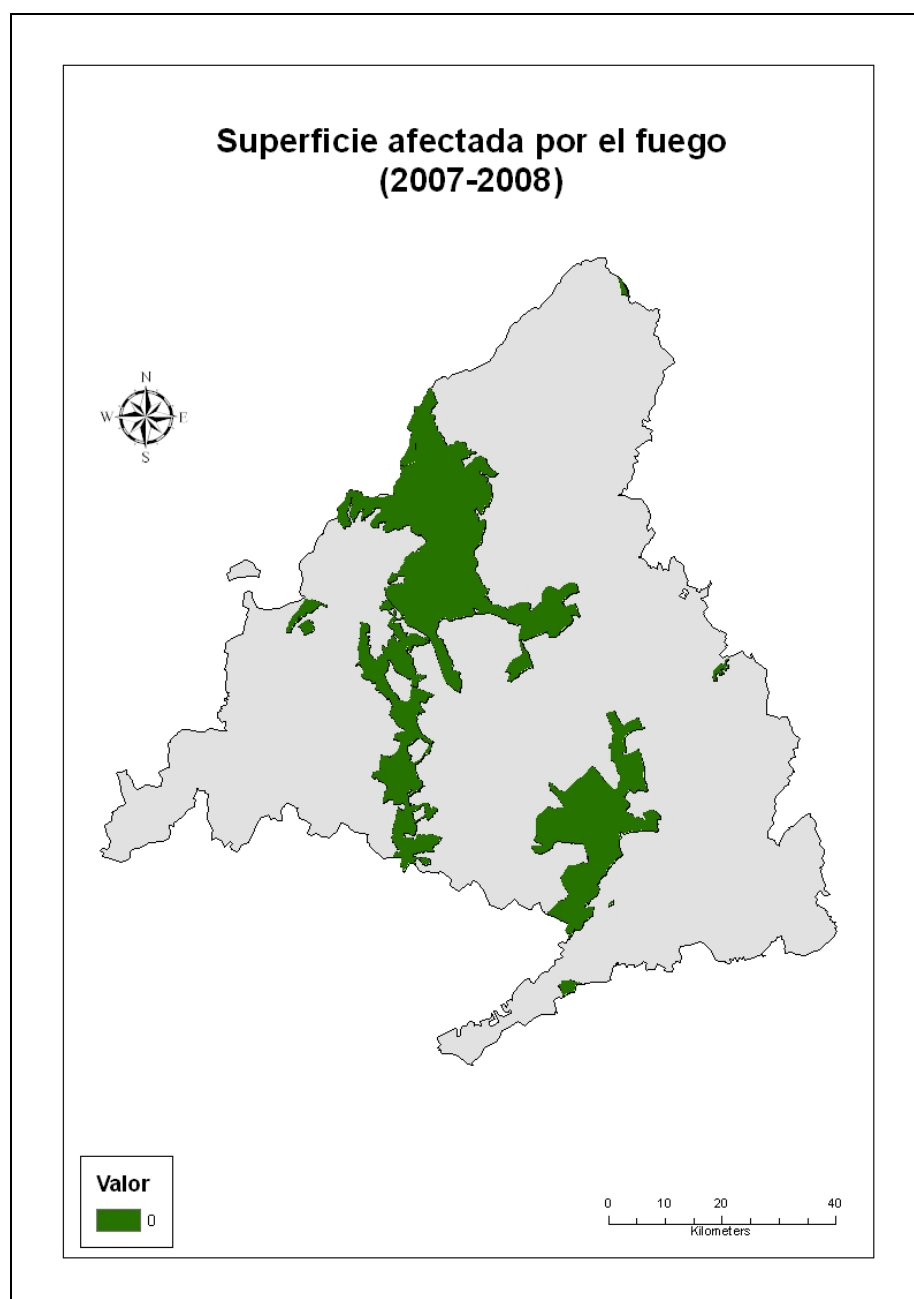 Superficie afectada por el fuego
(2007-2008)
N
W
E
S
Valor
0
0 10 20 40
Kilometers